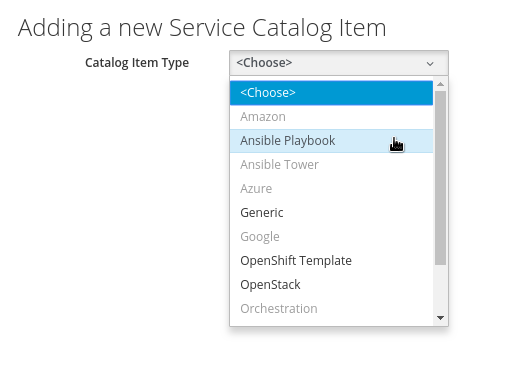 Adding a new Service Catalog Item
Catalog Item Type
<Choose>
<Choose>
Amazon
Ansible Playbook
Ansible Tower
Azure
Generic
Google
OpenShift Template
OpenStack
Orchestration